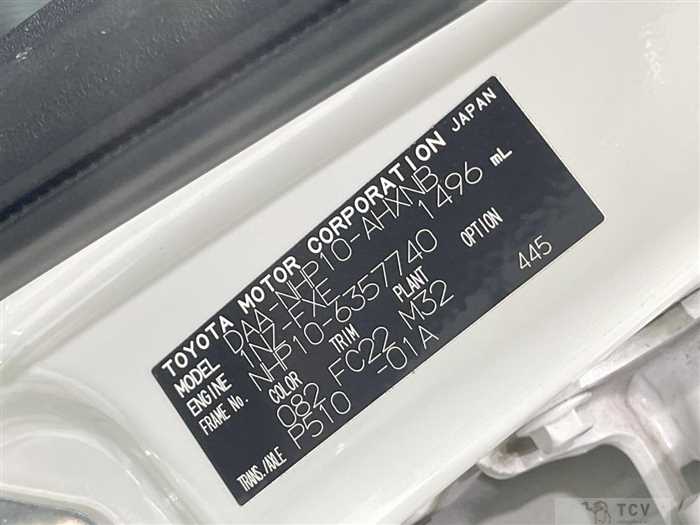 TOYOTA MOTOR CORPORATION JAPAN
MODEL DAA-NHP10-AHXNB
ENGINE 1NZ-FXE 1496 mL
FRAME No. NHP10-6357740
COLOR TRIM PLANT OPTION
082 FC22 M32 445
TRANS./AXLE P510 -01A
TCV